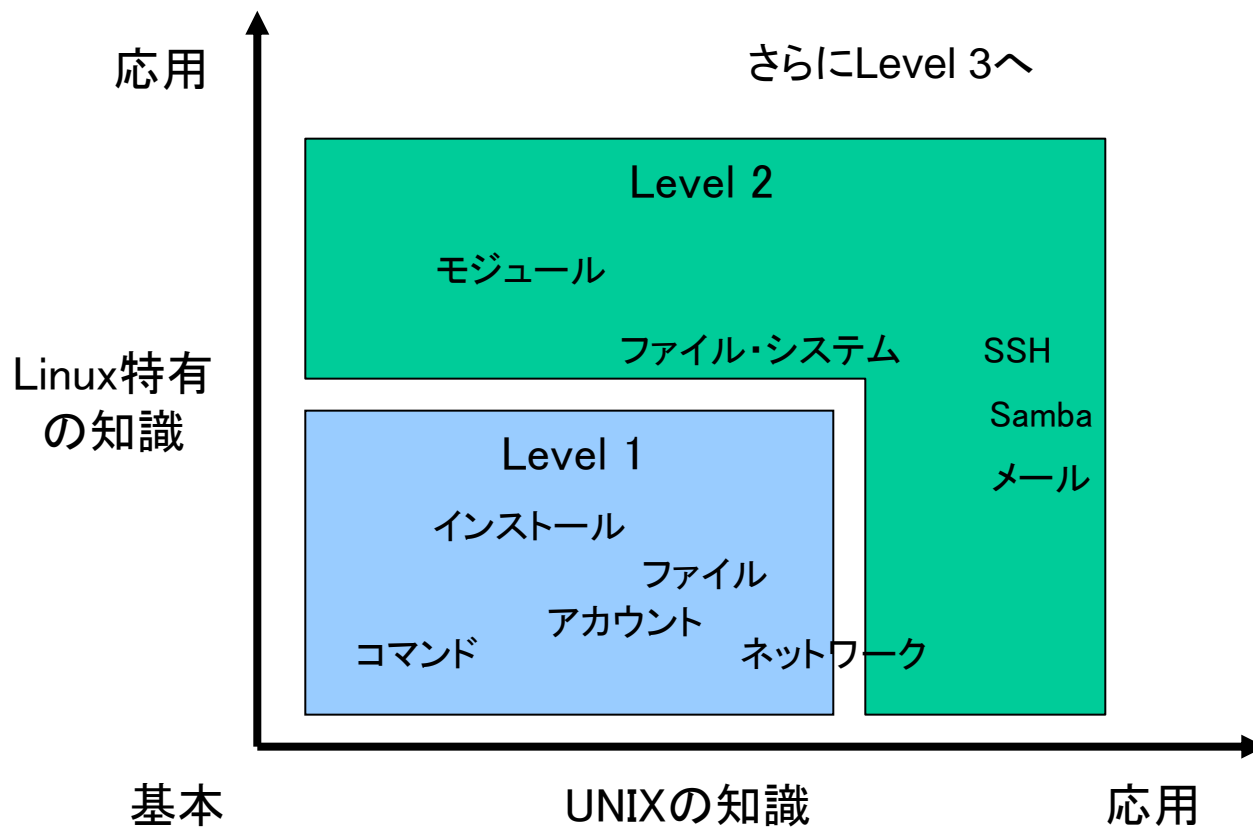 応用
さらにLevel 3へ
Level 2
モジュール
ファイル・システム
SSH
Linux特有
の知識
Samba
メール
Level 1
インストール
ファイル
アカウント
コマンド
ネットワーク
基本
UNIXの知識
応用